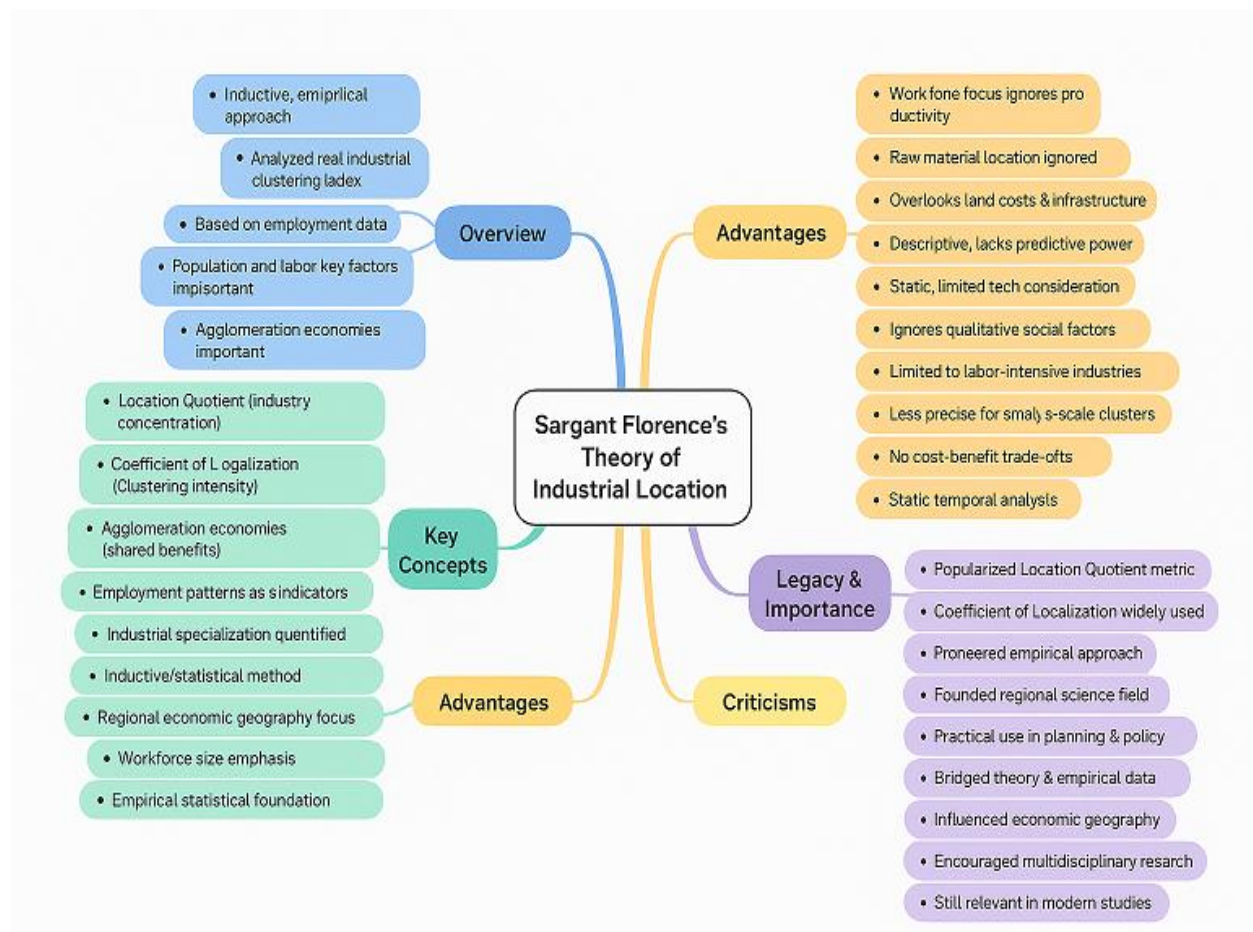 Sargant Florence's
Theory of
Industrial Location
Overview
• Inductive, emiprlical
approach
• Analyzed real industrial
clustering ladex
• Based on employment data
• Population and labor key factors
impisortant
• Agglomeration economies
important
Key
Concepts
• Location Quotient (industry
concentration)
• Coefficient of L ogalization
(Clustering intensity)
• Agglomeration economies
(shared benefits)
• Employment patterns as sindicators
• Industrial specialization quentified
• Inductive/statistical method
• Regional economic geography focus
• Workforce size emphasis
• Empirical statistical foundation
Advantages
Advantages
• Work fone focus ignores pro
ductivity
• Raw material location ignored
• Overlooks land costs & infrastructure
• Descriptive, lacks predictive power
• Static, limited tech consideration
• Ignores qualitative social factors
• Limited to labor-intensive industries
• Less precise for smaly s-scale clusters
• No cost-benefit trade-ofts
• Static temporal analysis
Legacy &
Importance
• Popularized Location Quotient metric
• Coefficient of Localization widely used
• Proneered empirical approach
• Founded regional science field
• Practical use in planning & policy
• Bridged theory & empirical data
• Influenced economic geography
• Encouraged multidisciplinary resarch
• Still relevant in modern studies
Criticisms